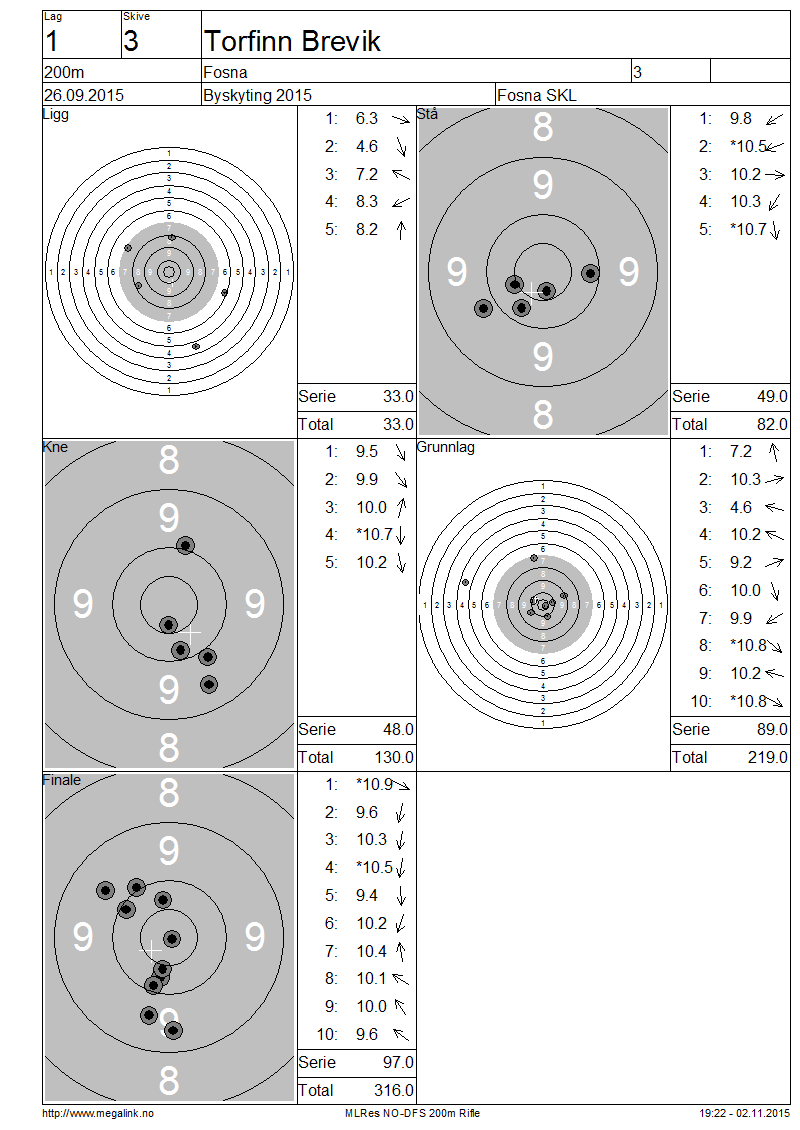 Lag Skive
1 3 Torfinn Brevik
200m Fosna 3
26.09.2015 Byskyting 2015 Fosna SKL
Ligg
1: 6.3
2: 4.6
3: 7.2
4: 8.3
5: 8.2
Serie 33.0
Total 33.0
Stå
8
9
9 9
9
8
1: 9.8
2: *10.5
3: 10.2
4: 10.3
5: *10.7
Serie 49.0
Total 82.0
Kne
8
9
9 9
9
8
1: 9.5
2: 9.9
3: 10.0
4: *10.7
5: 10.2
Serie 48.0
Total 130.0
Grunnlag
1: 7.2
2: 10.3
3: 4.6
4: 10.2
5: 9.2
6: 10.0
7: 9.9
8: *10.8
9: 10.2
10: *10.8
Serie 89.0
Total 219.0
Finale
8
9
9 9
9
8
1: *10.9
2: 9.6
3: 10.3
4: *10.5
5: 9.4
6: 10.2
7: 10.4
8: 10.1
9: 10.0
10: 9.6
Serie 97.0
Total 316.0
http://www.megalink.no MLRes NO-DFS 200m Rifle 19:22 - 02.11.2015